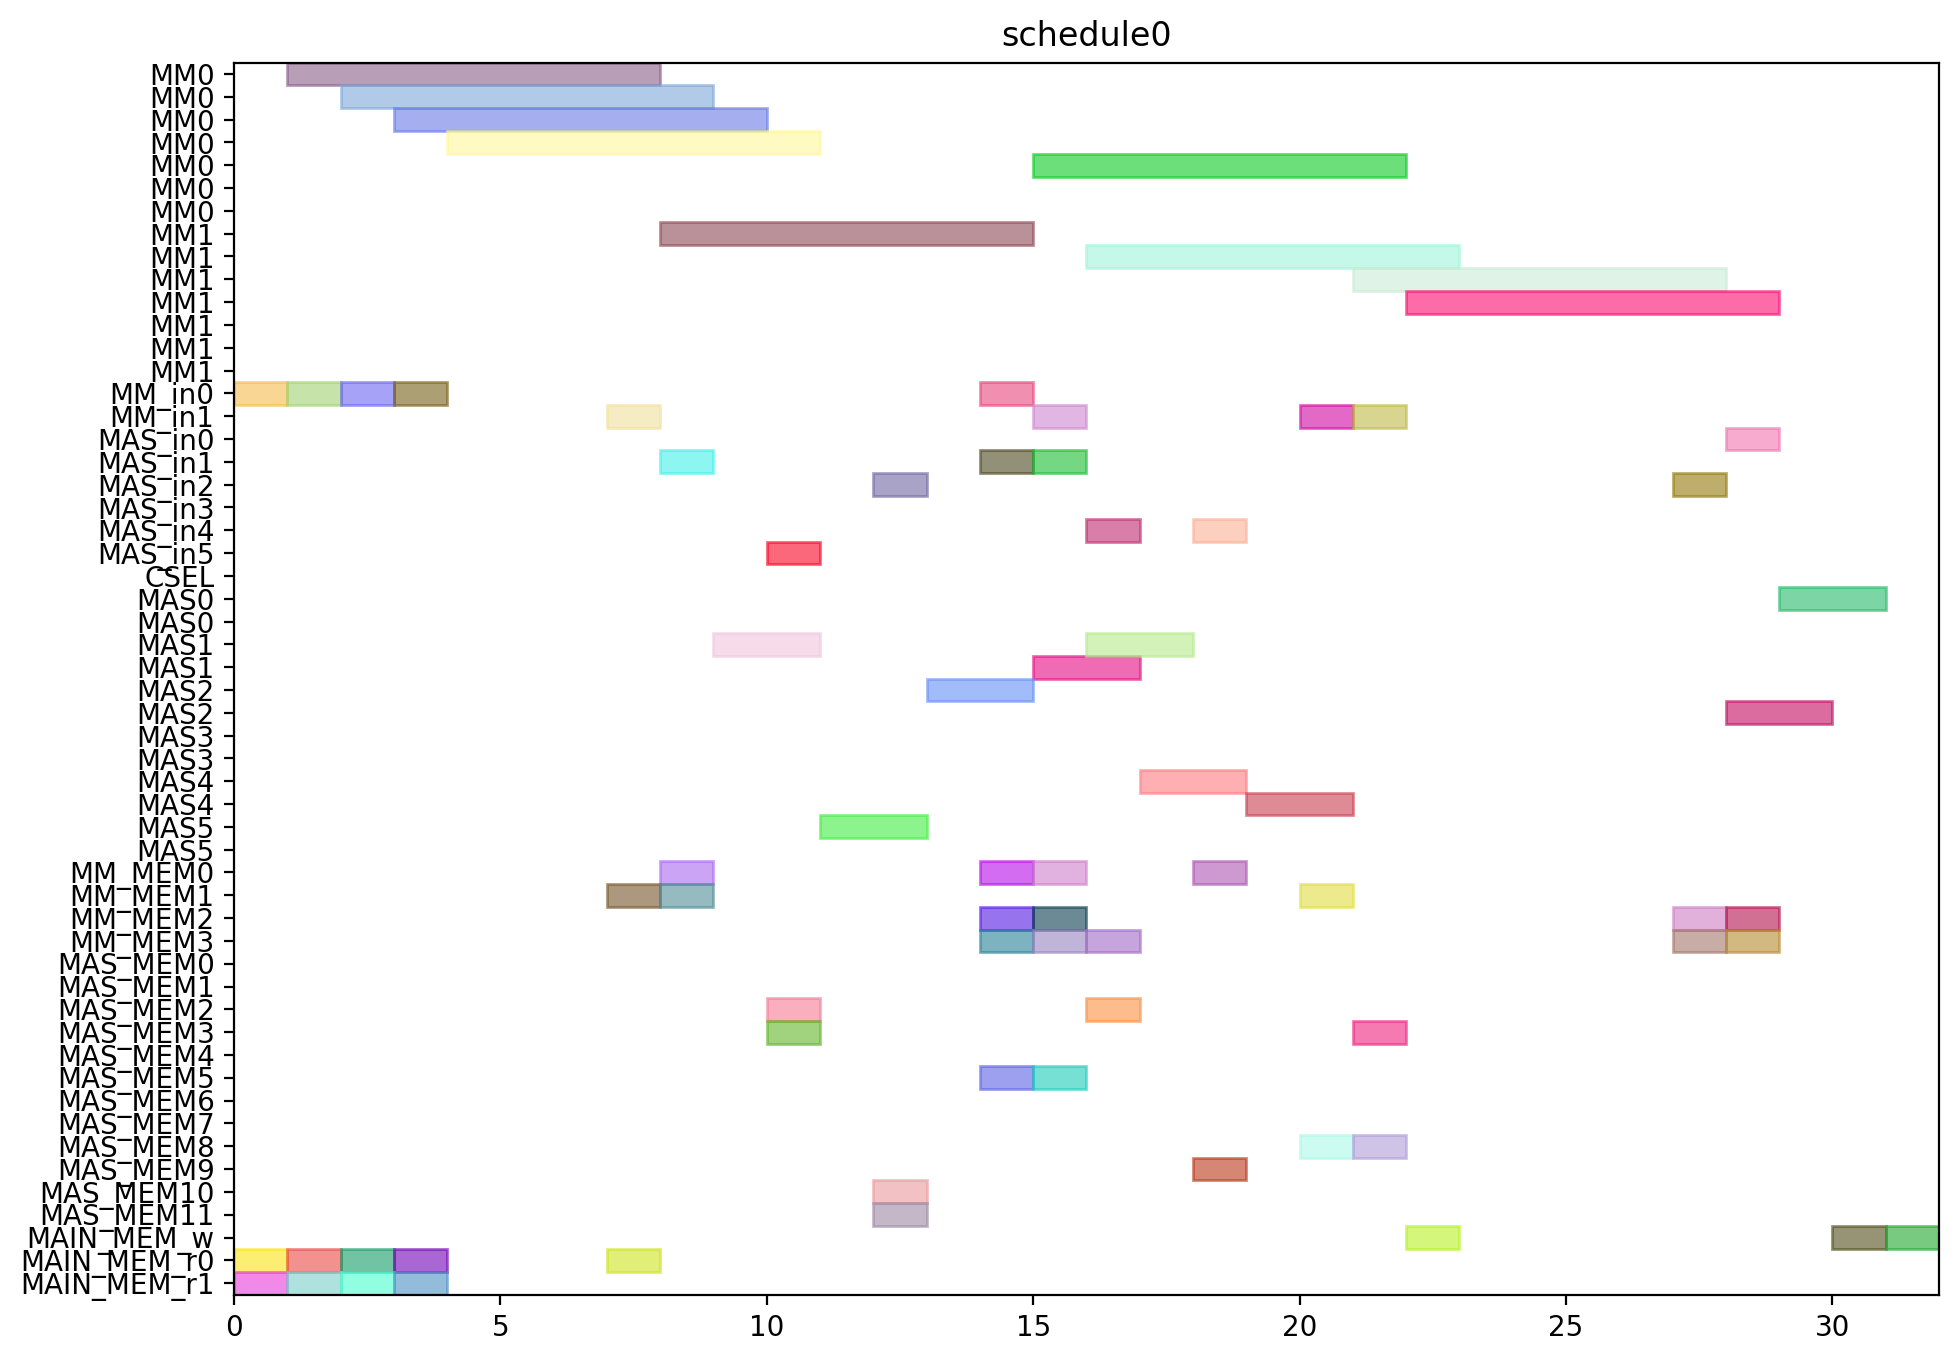 schedule0
MM0
MM0
MM0
MM0
MM0
MM0
MM0
MM1
MM1
MM1
MM1
MM1
MM1
MM1
MM_in0
MM_in1
MAS_in0
MAS_in1
MAS_in2
MAS_in3
MAS_in4
MAS_in5
CSEL
MAS0
MAS0
MAS1
MAS1
MAS2
MAS2
MAS3
MAS3
MAS4
MAS4
MAS5
MAS5
MM_MEM0
MM_MEM1
MM_MEM2
MM_MEM3
MAS_MEM0
MAS_MEM1
MAS_MEM2
MAS_MEM3
MAS_MEM4
MAS_MEM5
MAS_MEM6
MAS_MEM7
MAS_MEM8
MAS_MEM9
MAS_MEM10
MAS_MEM11
MAIN_MEM_w
MAIN_MEM_r0
MAIN_MEM_r1
0 5 10 15 20 25 30